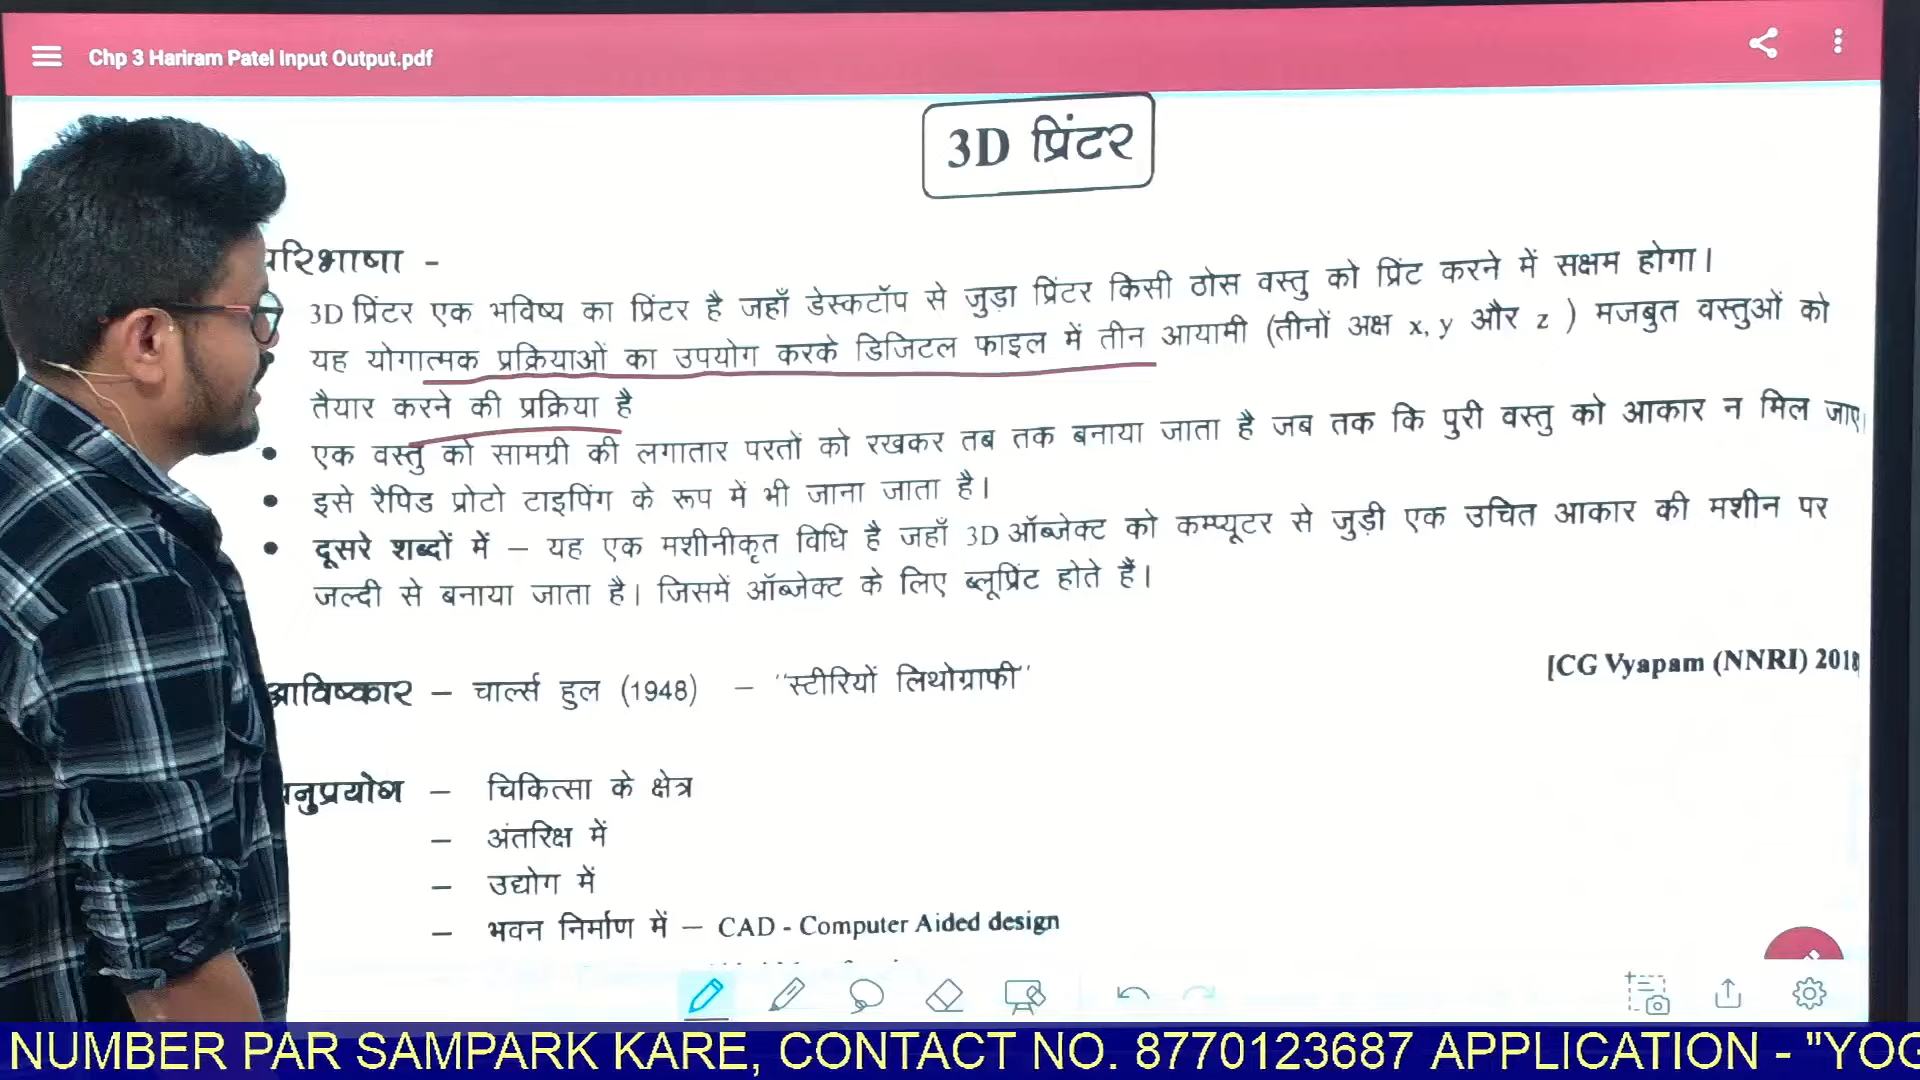 Chp 3 Hariram Patel Input Output.pdf
3D प्रिंटर
परिभाषा -
3D प्रिंटर एक भविष्य का प्रिंटर है जहाँ डेस्कटॉप से जुड़ा प्रिंटर किसी ठोस वस्तु को प्रिंट करने में सक्षम होगा।
यह योगात्मक प्रक्रियाओं का उपयोग करके डिजिटल फाइल में तीन आयामी (तीनों अक्ष x, y और z ) मजबुत वस्तुओं को
तैयार करने की प्रक्रिया है
• एक वस्तु को सामग्री की लगातार परतों को रखकर तब तक बनाया जाता है जब तक कि पुरी वस्तु को आकार न मिल जाए।
• इसे रैपिड प्रोटो टाइपिंग के रूप में भी जाना जाता है।
• दूसरे शब्दों में – यह एक मशीनीकृत विधि है जहाँ 3D ऑब्जेक्ट को कम्प्यूटर से जुड़ी एक उचित आकार की मशीन पर
जल्दी से बनाया जाता है। जिसमें ऑब्जेक्ट के लिए ब्लूप्रिंट होते हैं।
[CG Vyapam (NNRI) 2018
आविष्कार – चार्ल्स हुल (1948) – "स्टीरियों लिथोग्राफी"
नुप्रयोग – चिकित्सा के क्षेत्र
– अंतरिक्ष में
– उद्योग में
– भवन निर्माण में – CAD - Computer Aided design
NUMBER PAR SAMPARK KARE, CONTACT NO. 8770123687 APPLICATION - "YOG